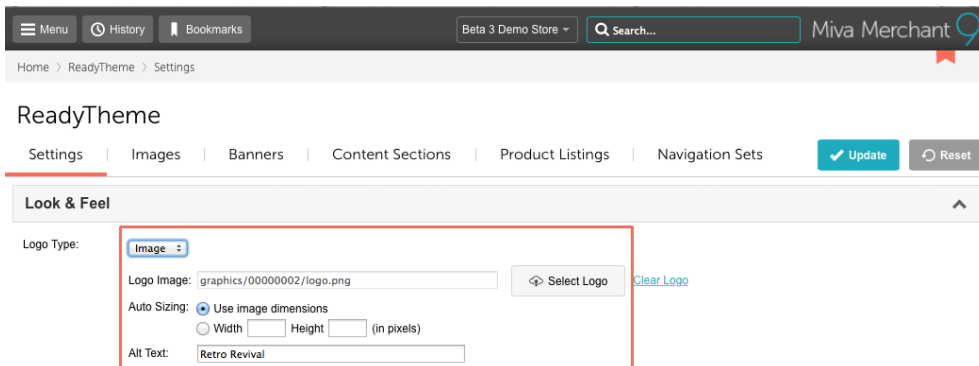 Menu History Bookmarks Beta 3 Demo Store Search... Miva Merchant 9
Home > ReadyTheme > Settings
ReadyTheme
Settings | Images | Banners | Content Sections | Product Listings | Navigation Sets Update Reset
Look & Feel
Logo Type: Image
Logo Image: graphics/00000002/logo.png Select Logo Clear Logo
Auto Sizing: Use image dimensions
Width Height (in pixels)
Alt Text: Retro Revival